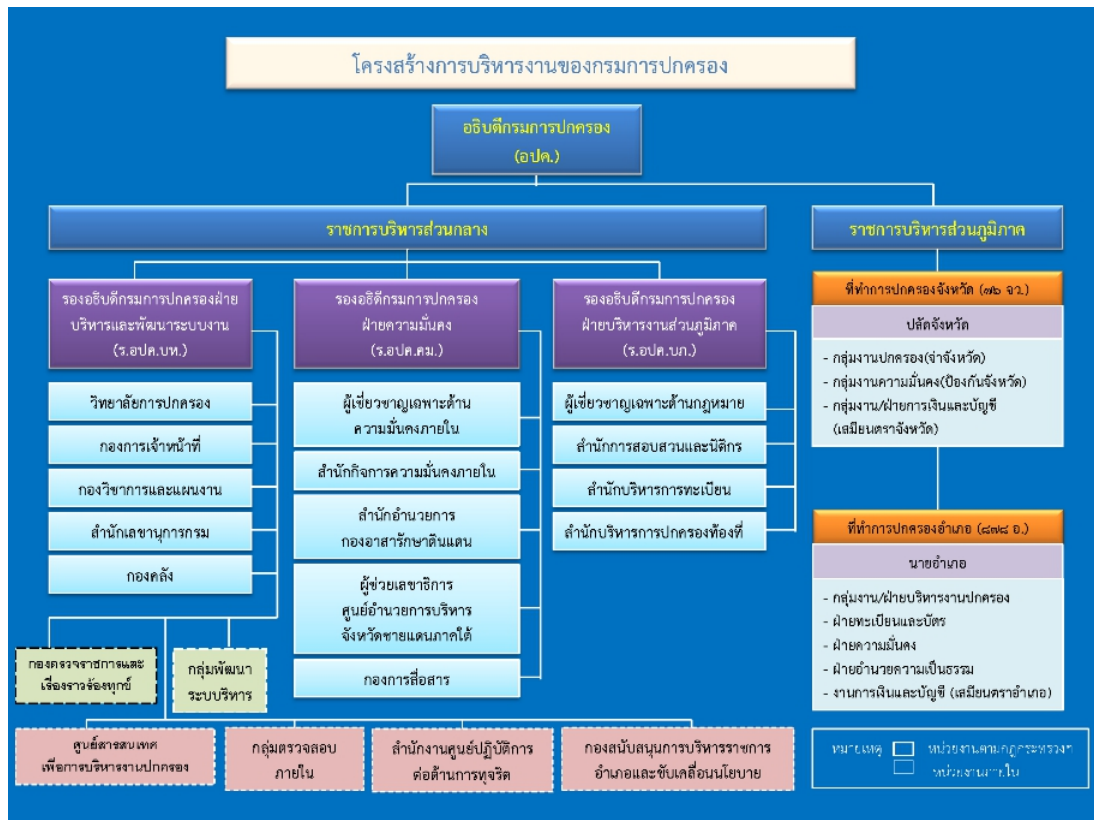 โครงสร้างการบริหารงานของกรมการปกครอง
อธิบดีกรมการปกครอง
(อปค.)
ราชการบริหารส่วนกลาง
ราชการบริหารส่วนภูมิภาค
รองอธิบดีกรมการปกครองฝ่าย
บริหารและพัฒนาระบบงาน
(ร.อปค.บห.)
รองอธิดีกรมการปกครอง
ฝ่ายความมั่นคง
(ร.อปค.คม.)
รองอธิบดีกรมการปกครอง
ฝ่ายบริหารงานส่วนภูมิภาค
(ร.อปค.บภ.)
วิทยาลัยการปกครอง
กองการเจ้าหน้าที่
กองวิชาการและแผนงาน
สำนักเลขานุการกรม
กองคลัง
ผู้เชี่ยวชาญเฉพาะด้าน
ความมั่นคงภายใน
สำนักกิจการความมั่นคงภายใน
สำนักอำนวยการ
กองอาสารักษาดินแดน
ผู้ช่วยเลขาธิการ
ศูนย์อำนวยการบริหาร
จังหวัดชายแดนภาคใต้
กองการสื่อสาร
ผู้เชี่ยวชาญเฉพาะด้านกฎหมาย
สำนักการสอบสวนและนิติกร
สำนักบริหารการทะเบียน
สำนักบริหารการปกครองท้องที่
ที่ทำการปกครองจังหวัด (๗๖ จว.)
ปลัดจังหวัด
- กลุ่มงานปกครอง(จ่าจังหวัด)
- กลุ่มงานความมั่นคง(ป้องกันจังหวัด)
- กลุ่มงาน/ฝ่ายการเงินและบัญชี
(เสมียนตราจังหวัด)
ที่ทำการปกครองอำเภอ (๘๗๘ อ.)
นายอำเภอ
- กลุ่มงาน/ฝ่ายบริหารงานปกครอง
- ฝ่ายทะเบียนและบัตร
- ฝ่ายความมั่นคง
- ฝ่ายอำนวยความเป็นธรรม
- งานการเงินและบัญชี (เสมียนตราอำเภอ)
กองตรวจราชการและ
เรื่องราวร้องทุกข์
กลุ่มพัฒนา
ระบบริหาร
ศูนย์สารสนเทศ
เพื่อการบริหารงานปกครอง
กลุ่มตรวจสอบ
ภายใน
สำนักงานศูนย์ปฏิบัติการ
ต่อต้านการทุจริต
กองสนับสนุนการบริหารราชการ
อำเภอและขับเคลื่อนนโยบาย
หมายเหตุ หน่วยงานตามกฎกระทรวงฯ
หน่วยงานภายใน